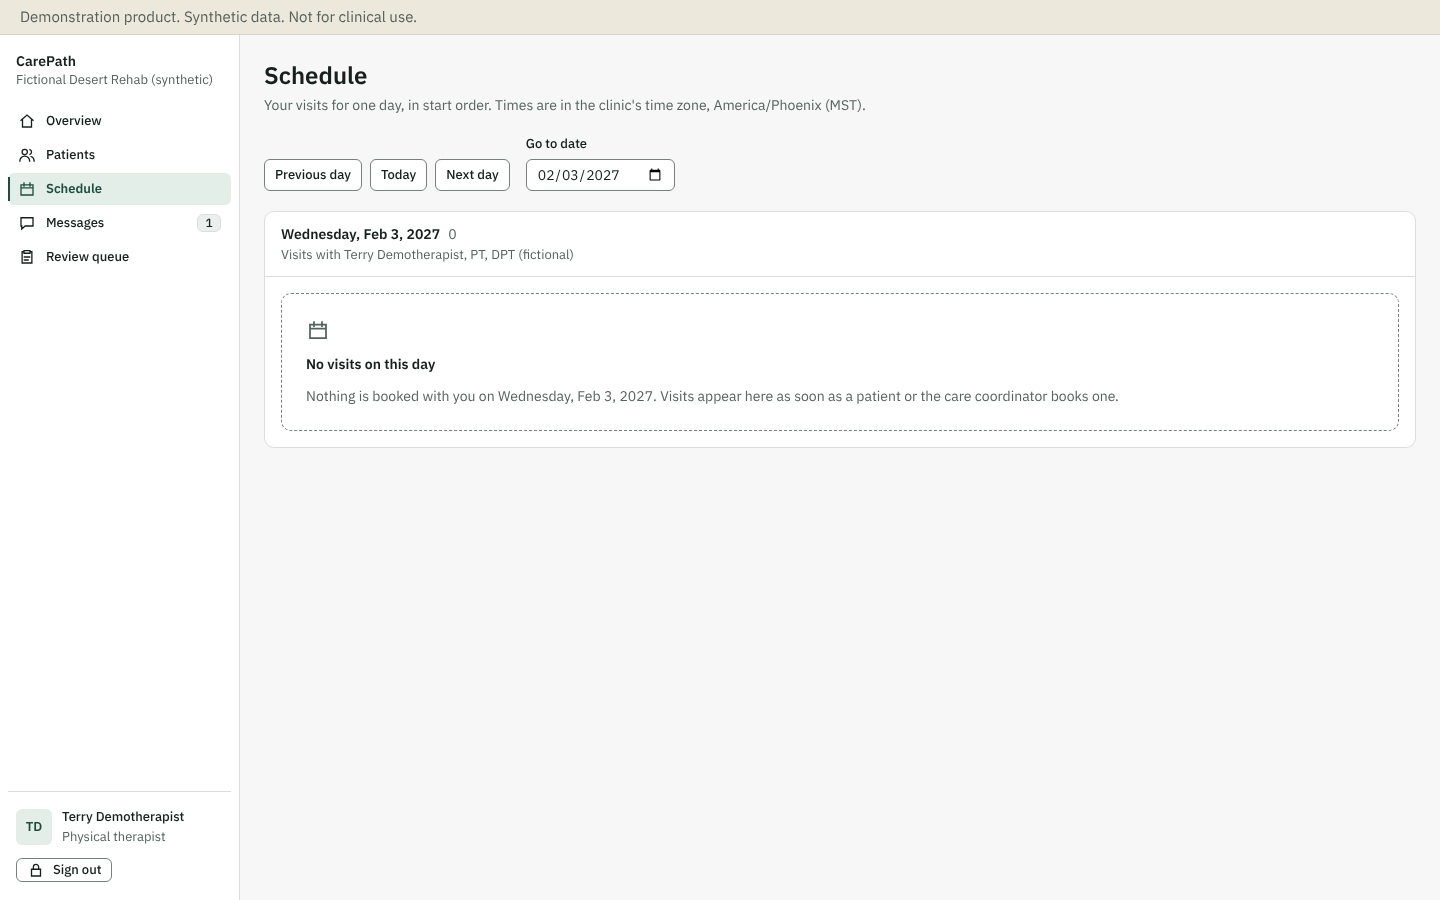 Demonstration product. Synthetic data. Not for clinical use.
CarePath
Fictional Desert Rehab (synthetic)
Overview
Patients
Schedule
Messages 1
Review queue
Terry Demotherapist
TD
Physical therapist
Sign out
Schedule
Your visits for one day, in start order. Times are in the clinic's time zone, America/Phoenix (MST).
Go to date
Previous day Today Next day 02/03/2027
Wednesday, Feb 3, 2027 0
Visits with Terry Demotherapist, PT, DPT (fictional)
No visits on this day
Nothing is booked with you on Wednesday, Feb 3, 2027. Visits appear here as soon as a patient or the care coordinator books one.